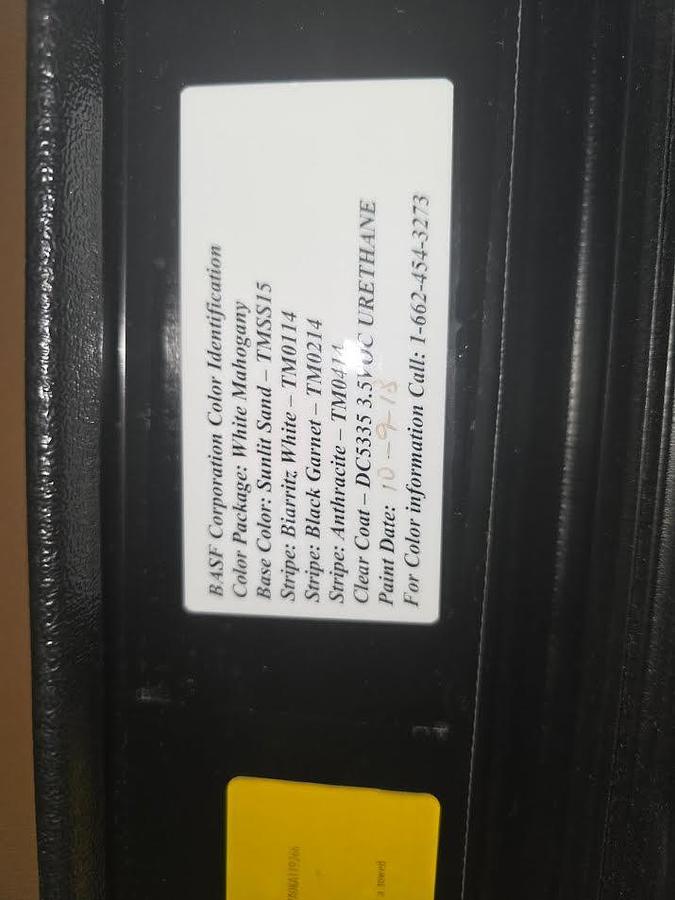 BASF Corporation Color Identification
Color Package: White Mahogany
Base Color: Sunlit Sand – TMSS15
Stripe: Biarritz White – TM0114
Stripe: Black Garnet – TM0214
Stripe: Anthracite – TM0414
Clear Coat – DC5335 3.5VOC URETHANE
Paint Date: 10-9-15
For Color information Call: 1-662-454-3273
a towed